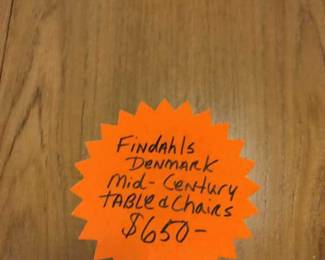 Findahls
Denmark
Mid-Century
Table & Chairs
$650-